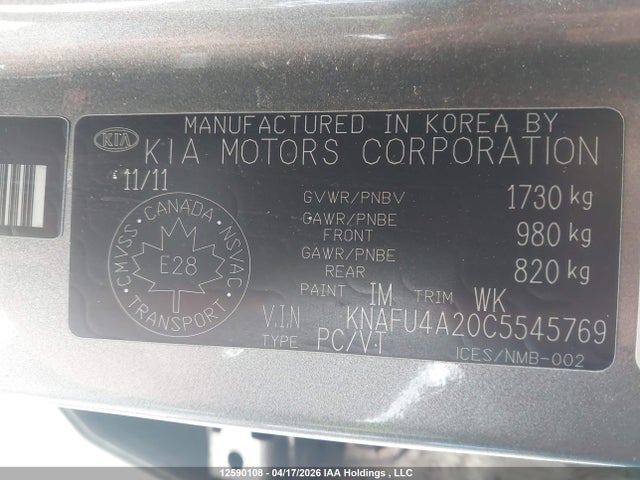 MANUFACTURED IN KOREA BY
KIA KIA MOTORS CORPORATION
11/11
GVWR/PNBV 1730 kg
GAWR/PNBE FRONT 980 kg
GAWR/PNBE REAR 820 kg
CANADA
CMVSS NSVAC
E28
TRANSPORT
PAINT IM TRIM WK
V.I.N KNAFU4A20C5545769
TYPE PC/VT
ICES/NMB-002
12590108 - 04/17/2026 IAA Holdings , LLC